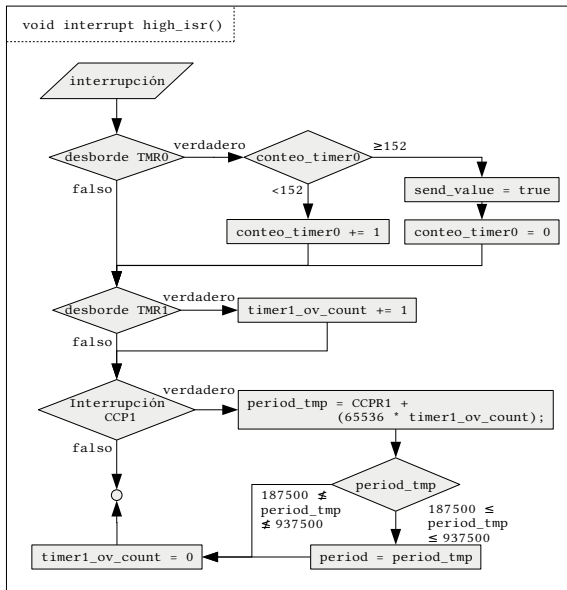 void interrupt high_isr()
interrupción
desborde TMR0
verdadero
conteo_timer0
≥152
falso
<152
send_value = true
conteo_timer0 += 1
conteo_timer0 = 0
desborde TMR1
verdadero
timer1_ov_count += 1
falso
Interrupción
CCP1
verdadero
period_tmp = CCPR1 +
(65536 * timer1_ov_count);
falso
period_tmp
187500 ≰
period_tmp
≰ 937500
187500 ≤
period_tmp
≤ 937500
timer1_ov_count = 0
period = period_tmp